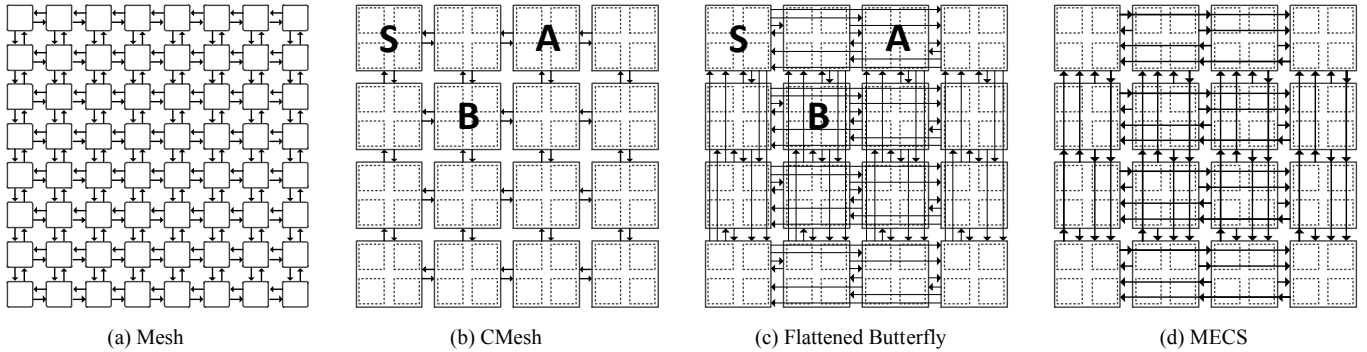 S A S A
B B
(a) Mesh (b) CMesh (c) Flattened Butterfly (d) MECS